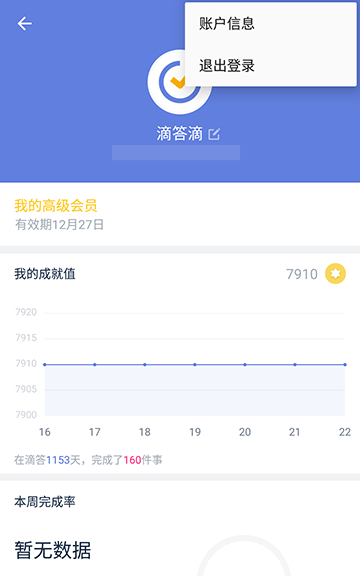 账户信息
退出登录
滴答滴
我的高级会员
有效期12月27日
我的成就值
7910
7920
7915
7910
7905
7900
16 17 18 19 20 21 22
在滴答1153天，完成了160件事
本周完成率
暂无数据